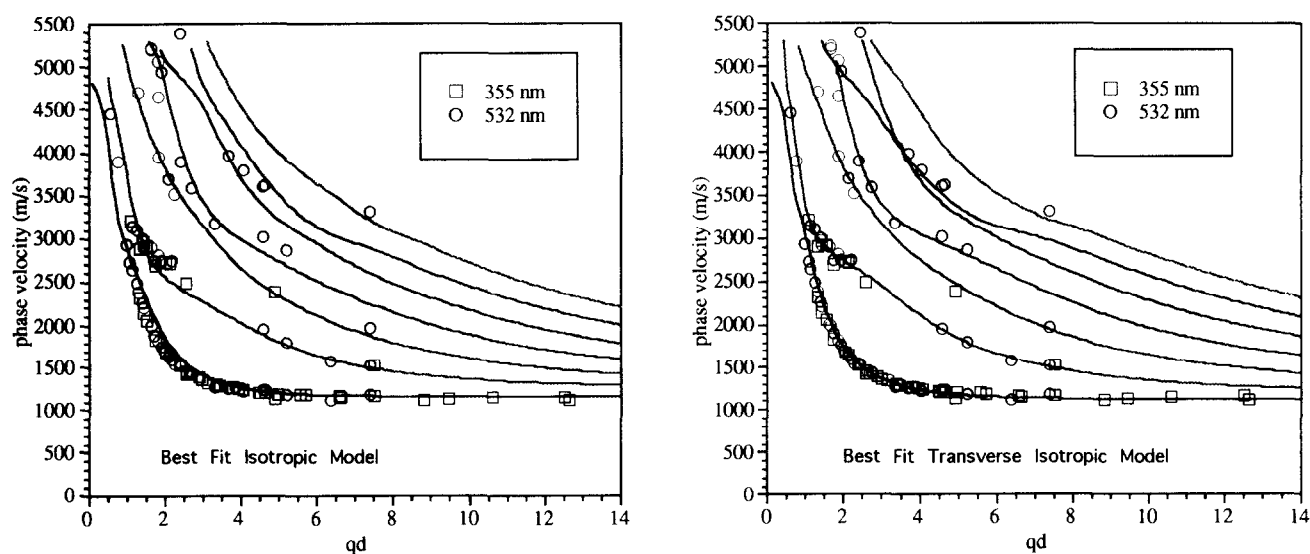 5500
5000
4500
4000
3500
3000
2500
2000
1500
1000
500
0
phase velocity (m/s)
355 nm
532 nm
Best Fit Isotropic Model
0 2 4 6 8 10 12 14
qd
5500
5000
4500
4000
3500
3000
2500
2000
1500
1000
500
0
phase velocity (m/s)
355 nm
532 nm
Best Fit Transverse Isotropic Model
0 2 4 6 8 10 12 14
qd